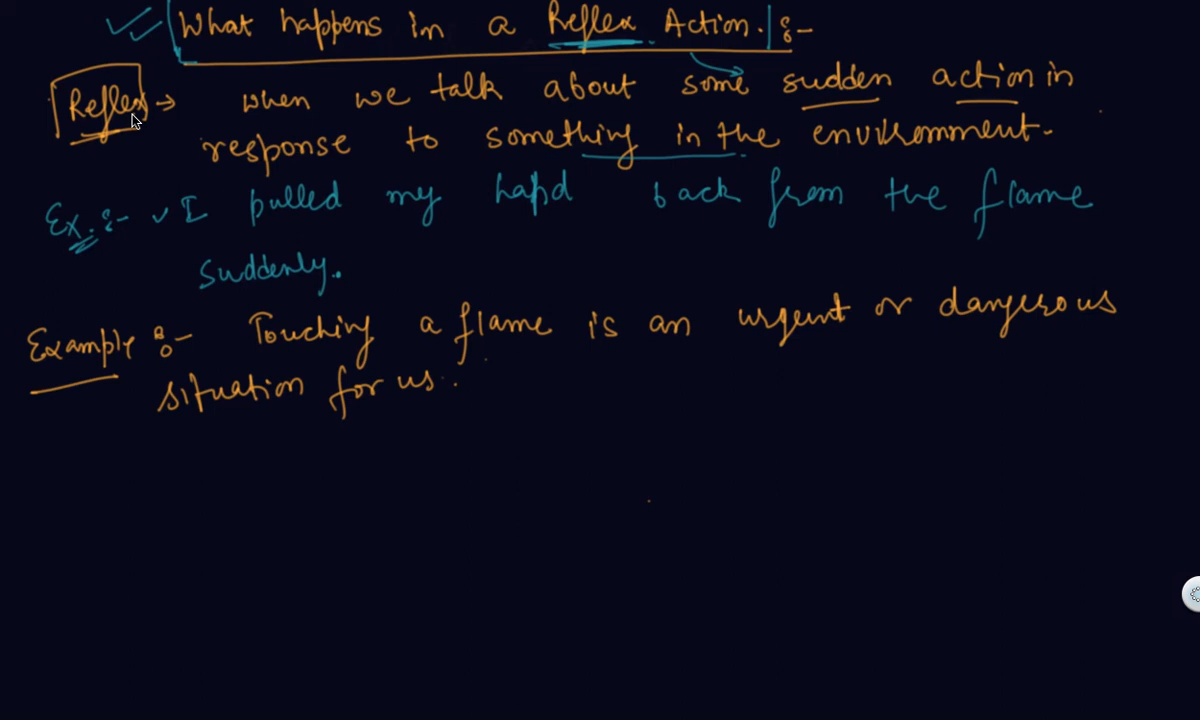 What happens in a Reflex Action. :-
Reflex → when we talk about some sudden action in
response to something in the environment.
Ex. :- ✓ I pulled my hand back from the flame
suddenly.
Example :- Touching a flame is an urgent or dangerous
situation for us.